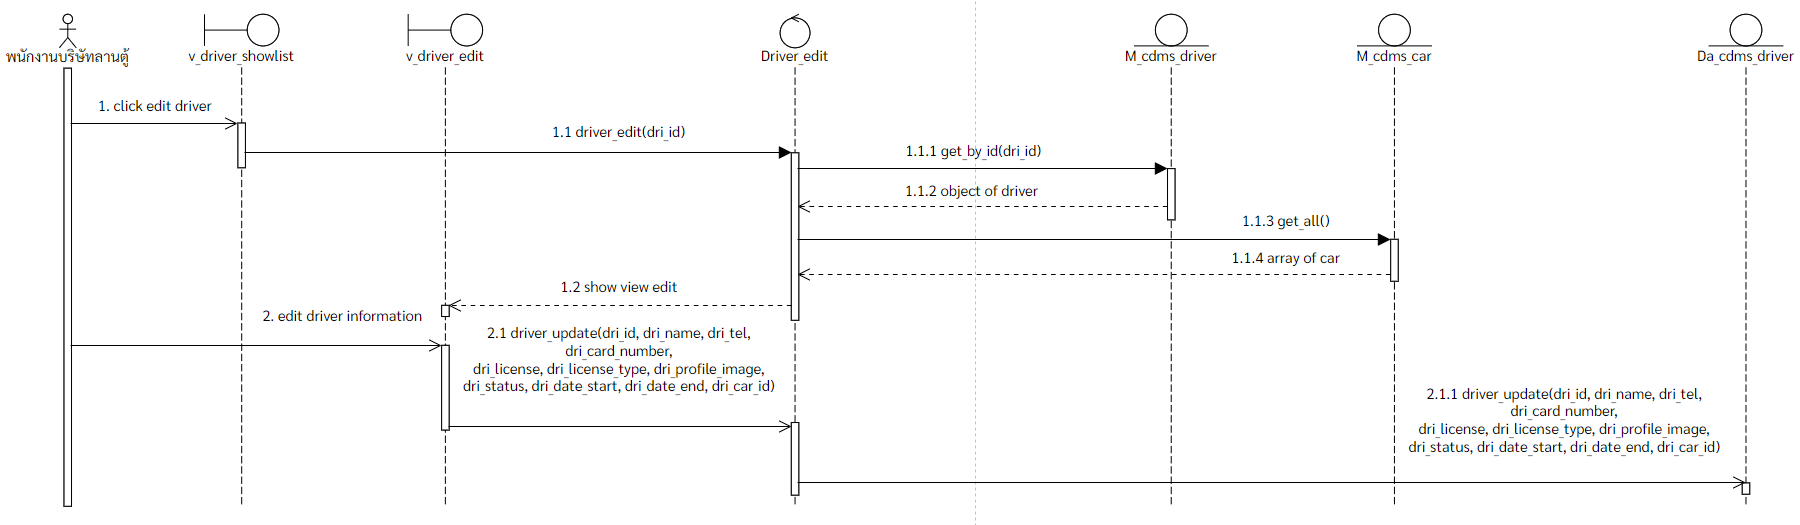 พนักงานบริษัทลานตู้
v_driver_showlist
v_driver_edit
Driver_edit
M_cdms_driver
M_cdms_car
Da_cdms_driver
1. click edit driver
1.1 driver_edit(dri_id)
1.1.1 get_by_id(dri_id)
1.1.2 object of driver
1.1.3 get_all()
1.1.4 array of car
1.2 show view edit
2. edit driver information
2.1 driver_update(dri_id, dri_name, dri_tel,
dri_card_number,
dri_license, dri_license_type, dri_profile_image,
dri_status, dri_date_start, dri_date_end, dri_car_id)
2.1.1 driver_update(dri_id, dri_name, dri_tel,
dri_card_number,
dri_license, dri_license_type, dri_profile_image,
dri_status, dri_date_start, dri_date_end, dri_car_id)